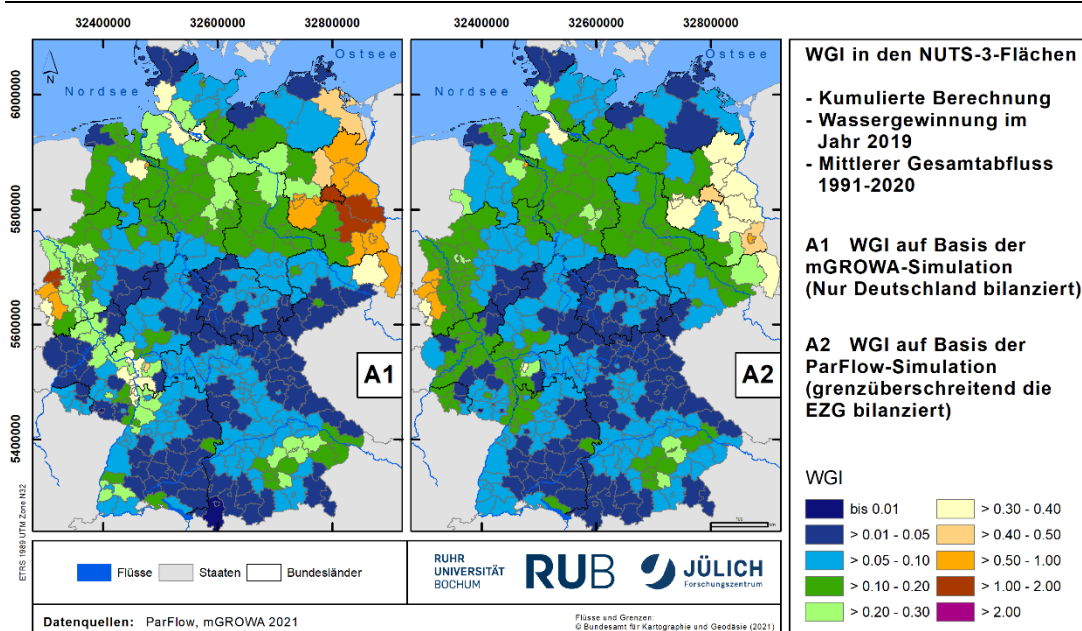 32400000 32600000 32800000
32400000 32600000 32800000
6000000
5800000
5600000
5400000
ETRS 1989 UTM Zone N32
N
Nordsee
Ostsee
A1
Nordsee
Ostsee
A2
WGI in den NUTS-3-Flächen
- Kumulierte Berechnung
- Wassergewinnung im
Jahr 2019
- Mittlerer Gesamtabfluss
1991-2020
A1 WGI auf Basis der
mGROWA-Simulation
(Nur Deutschland bilanziert)
A2 WGI auf Basis der
ParFlow-Simulation
(grenzüberschreitend die
EZG bilanziert)
WGI
bis 0.01
> 0.01 - 0.05
> 0.05 - 0.10
> 0.10 - 0.20
> 0.20 - 0.30
> 0.30 - 0.40
> 0.40 - 0.50
> 0.50 - 1.00
> 1.00 - 2.00
> 2.00
Flüsse Staaten Bundesländer
RUHR
UNIVERSITÄT
BOCHUM
RUB
JÜLICH
Forschungszentrum
Datenquellen: ParFlow, mGROWA 2021
Flüsse und Grenzen:
© Bundesamt für Kartographie und Geodäsie (2021)